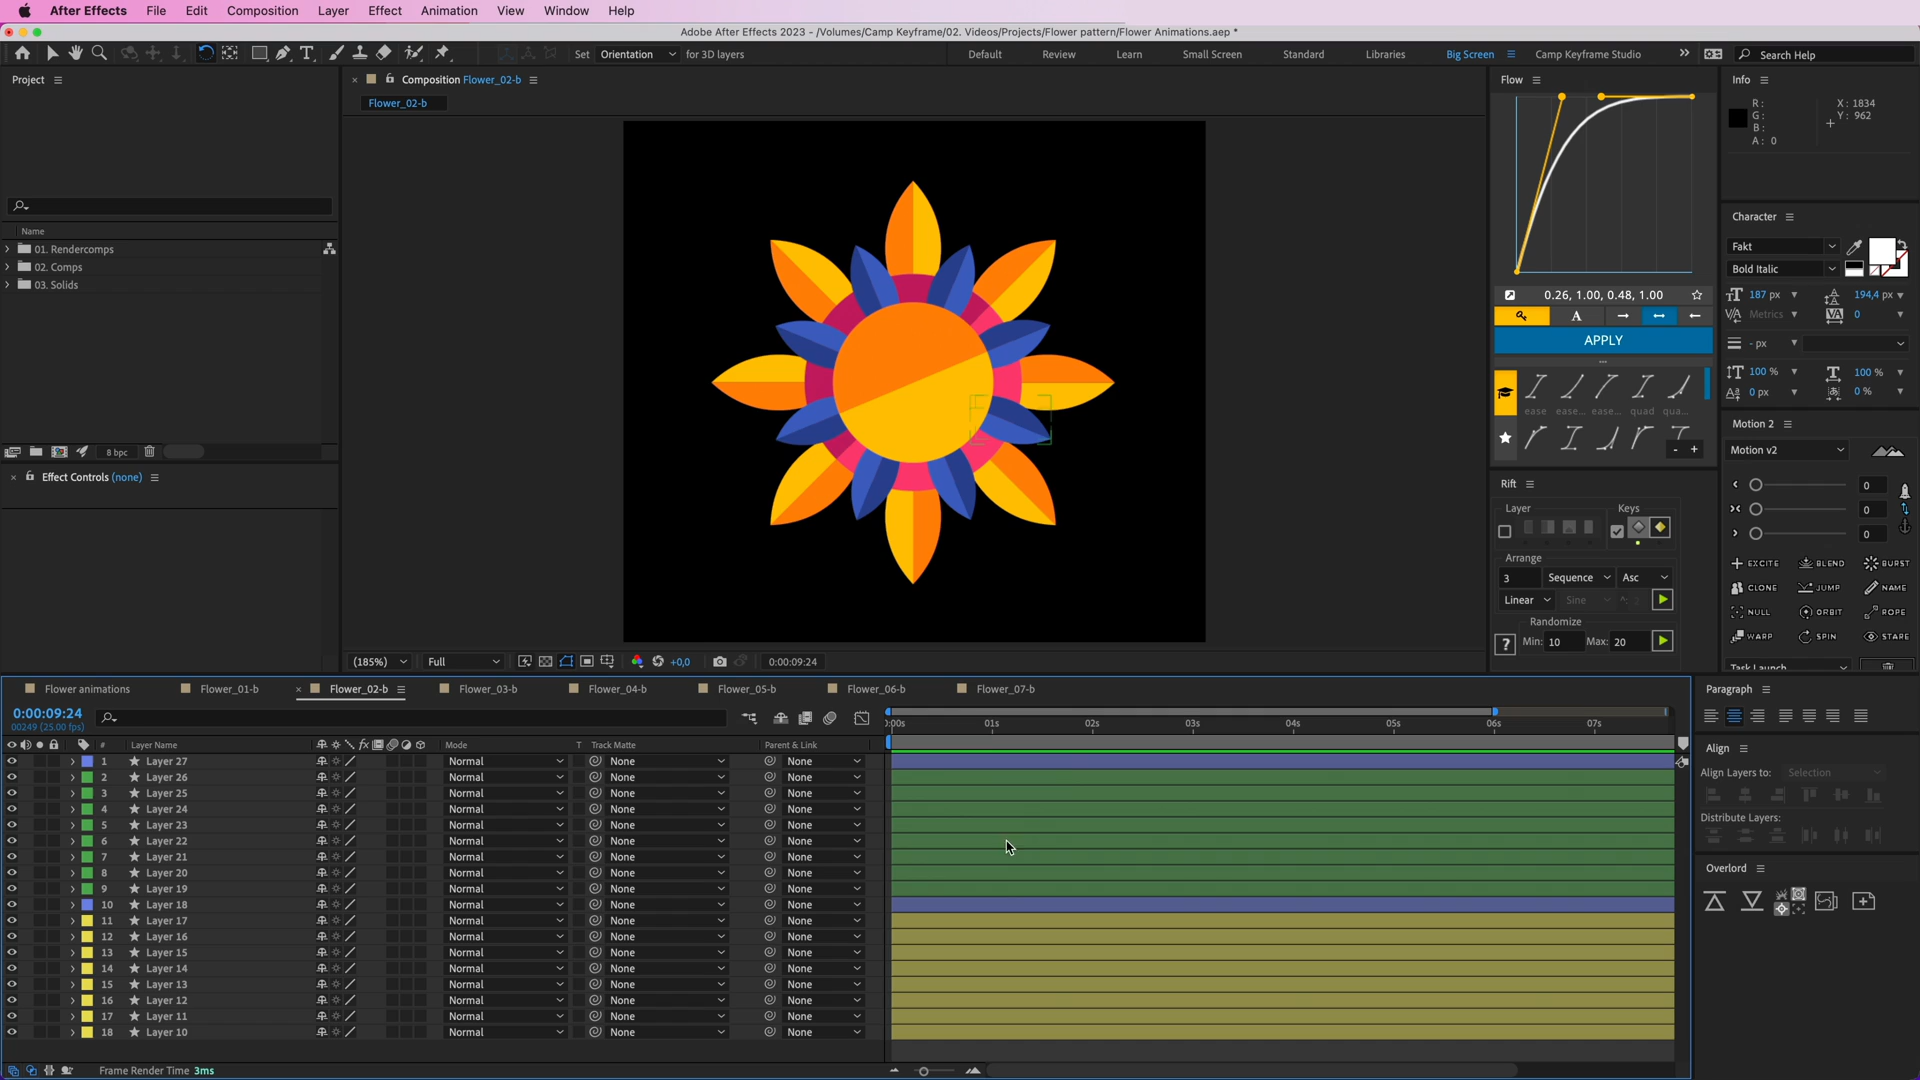 After Effects File Edit Composition Layer Effect Animation View Window Help
Adobe After Effects 2023 - /Volumes/Camp Keyframe/02. Videos/Projects/Flower pattern/Flower Animations.aep *
Set Orientation for 3D layers Default Review Learn Small Screen Standard Libraries Big Screen Camp Keyframe Studio Search Help
Project
Name
01. Rendercomps
02. Comps
03. Solids
8 bpc
Effect Controls (none)
Composition Flower_02-b
Flower_02-b
(185%) Full +0,0 0:00:09:24
Flow
0.26, 1.00, 0.48, 1.00
A
APPLY
ease ease... ease... quad qua...
Rift
Layer Keys
Arrange
3 Sequence Asc
Linear Sine
Randomize
? Min: 10 Max: 20
Info
R: X: 1834
G: Y: 962
B:
A: 0
Character
Fakt
Bold Italic
187 px 194,4 px
Metrics 0
- px
100 % 100 %
0 px 0 %
Motion 2
Motion v2
0
0
0
EXCITE BLEND BURST
CLONE JUMP NAME
NULL ORBIT ROPE
WARP SPIN STARE
Task Launch
Flower animations Flower_01-b Flower_02-b Flower_03-b Flower_04-b Flower_05-b Flower_06-b Flower_07-b
0:00:09:24
00249 (25.00 fps)
:00s 01s 02s 03s 04s 05s 06s 07s
# Layer Name Mode T Track Matte Parent & Link
1 Layer 27 Normal None None
2 Layer 26 Normal None None
3 Layer 25 Normal None None
4 Layer 24 Normal None None
5 Layer 23 Normal None None
6 Layer 22 Normal None None
7 Layer 21 Normal None None
8 Layer 20 Normal None None
9 Layer 19 Normal None None
10 Layer 18 Normal None None
11 Layer 17 Normal None None
12 Layer 16 Normal None None
13 Layer 15 Normal None None
14 Layer 14 Normal None None
15 Layer 13 Normal None None
16 Layer 12 Normal None None
17 Layer 11 Normal None None
18 Layer 10 Normal None None
Frame Render Time 3ms
Paragraph
Align
Align Layers to: Selection
Distribute Layers:
Overlord